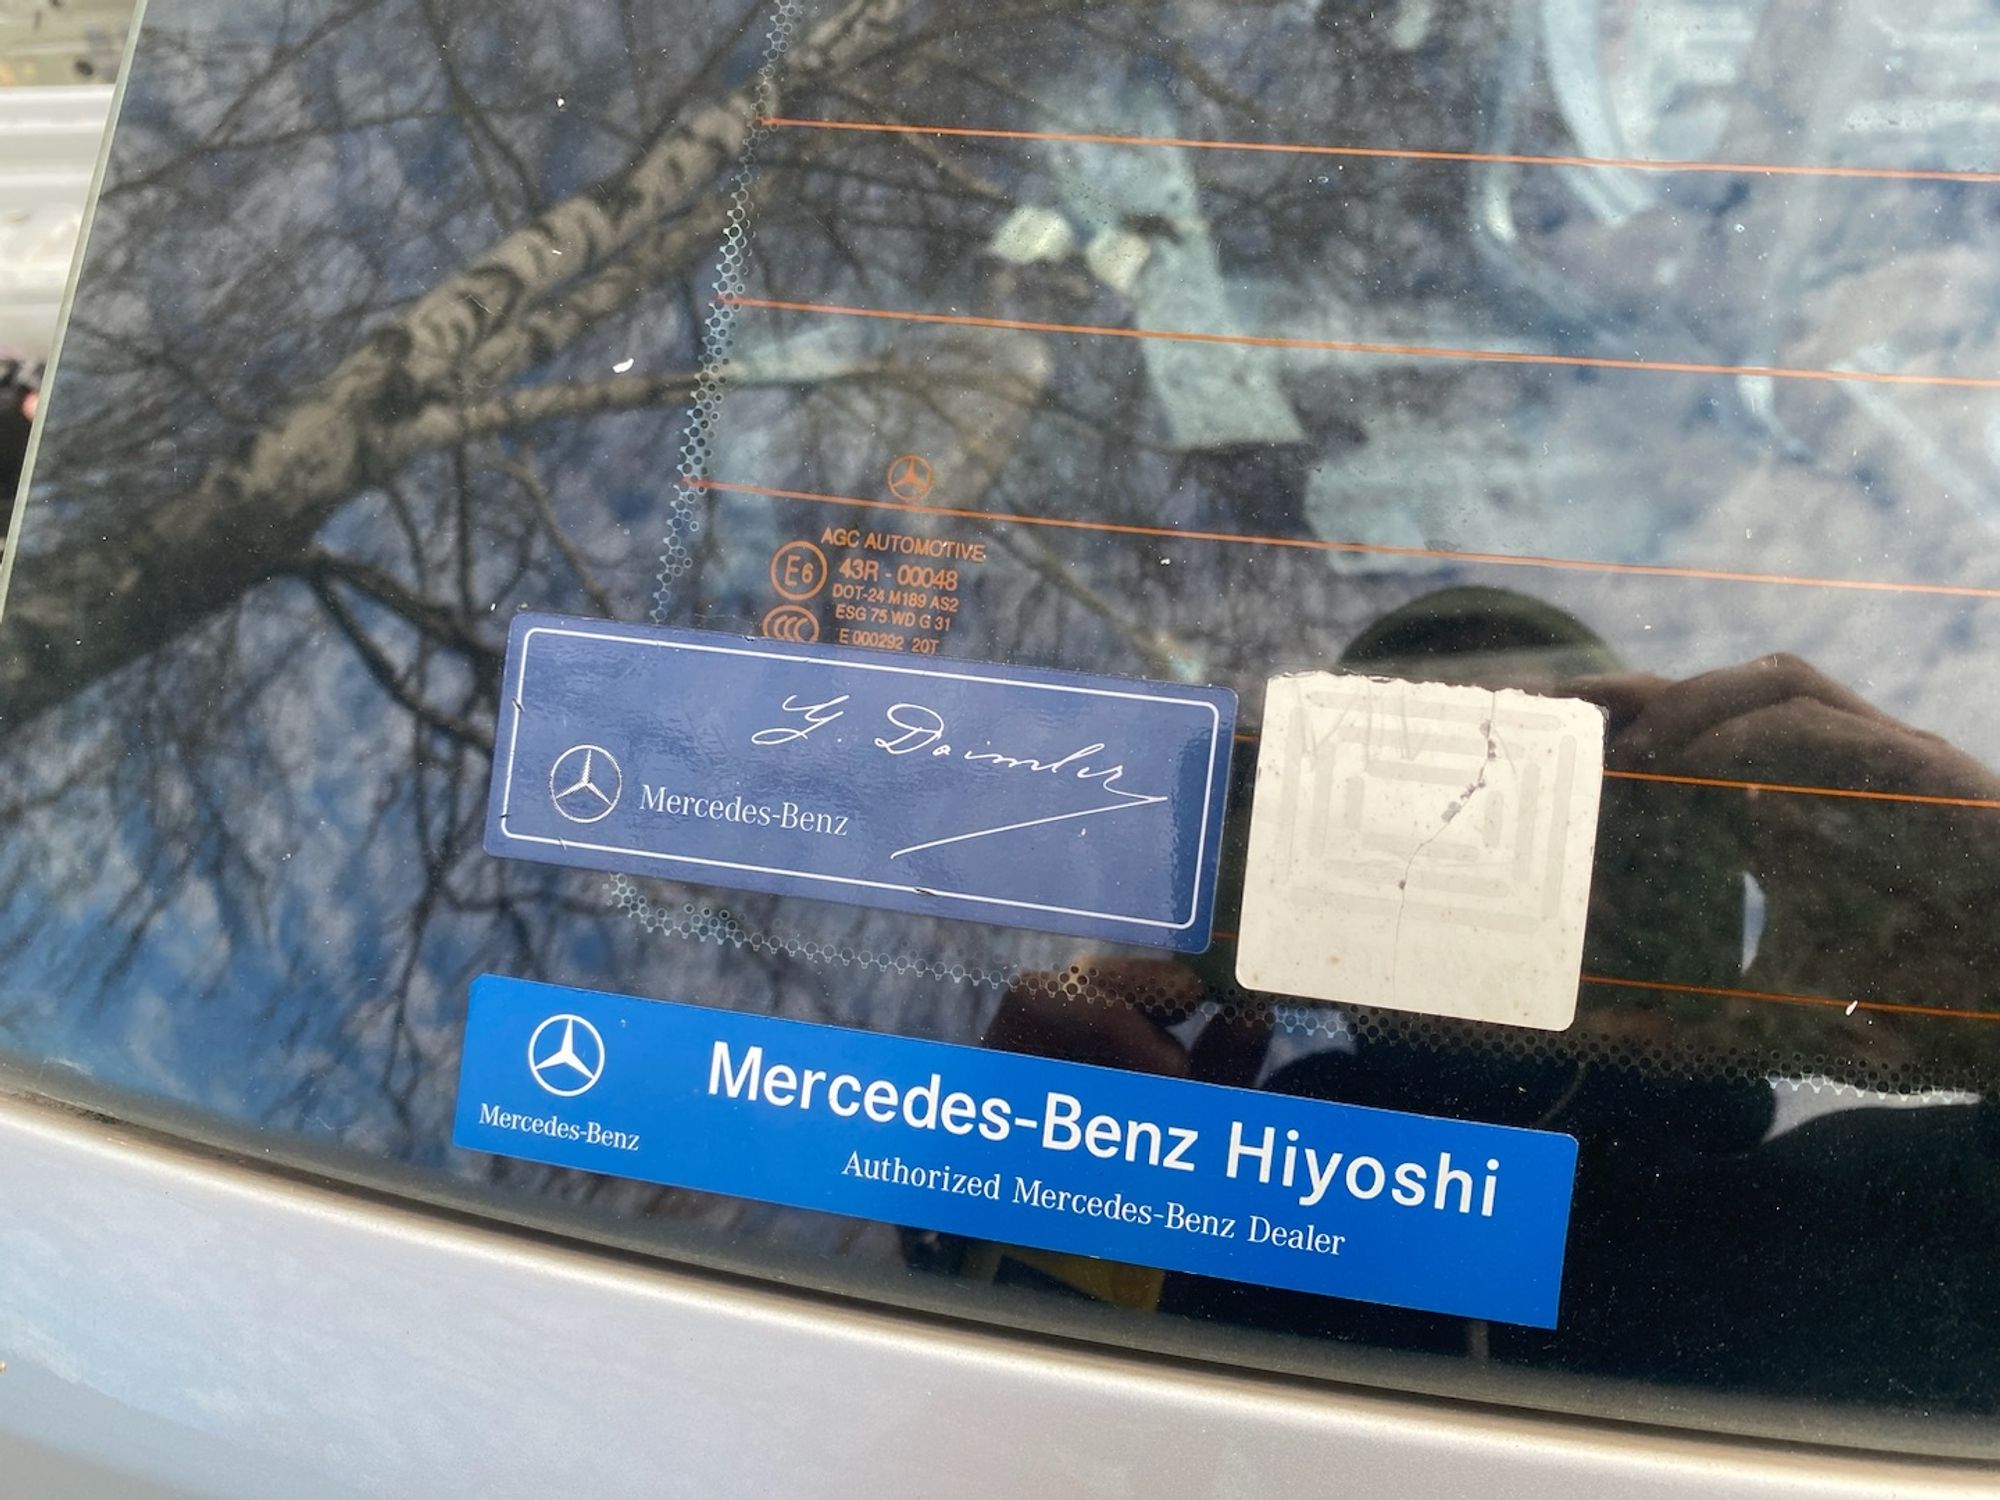 AGC AUTOMOTIVE
E6 43R - 00048
DOT-24 M189 AS2
ESG 75 WD G 31
CCC E 000292 20T
G. Daimler
Mercedes-Benz
Mercedes-Benz Hiyoshi
Mercedes-Benz
Authorized Mercedes-Benz Dealer